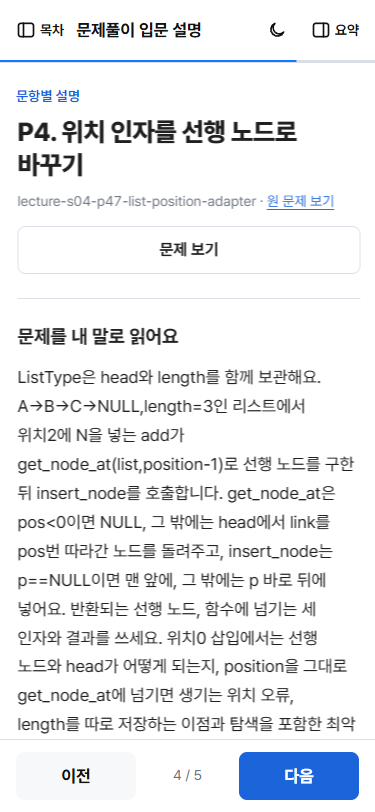 목차 문제풀이 입문 설명 요약
문항별 설명
P4. 위치 인자를 선행 노드로
바꾸기
lecture-s04-p47-list-position-adapter · 원 문제 보기
문제 보기
문제를 내 말로 읽어요
ListType은 head와 length를 함께 보관해요.
A→B→C→NULL,length=3인 리스트에서
위치2에 N을 넣는 add가
get_node_at(list,position-1)로 선행 노드를 구한
뒤 insert_node를 호출합니다. get_node_at은
pos<0이면 NULL, 그 밖에는 head에서 link를
pos번 따라간 노드를 돌려주고, insert_node는
p==NULL이면 맨 앞에, 그 밖에는 p 바로 뒤에
넣어요. 반환되는 선행 노드, 함수에 넘기는 세
인자와 결과를 쓰세요. 위치0 삽입에서는 선행
노드와 head가 어떻게 되는지, position을 그대로
get_node_at에 넘기면 생기는 위치 오류,
length를 따로 저장하는 이점과 탐색을 포함한 최악
이전 4 / 5 다음